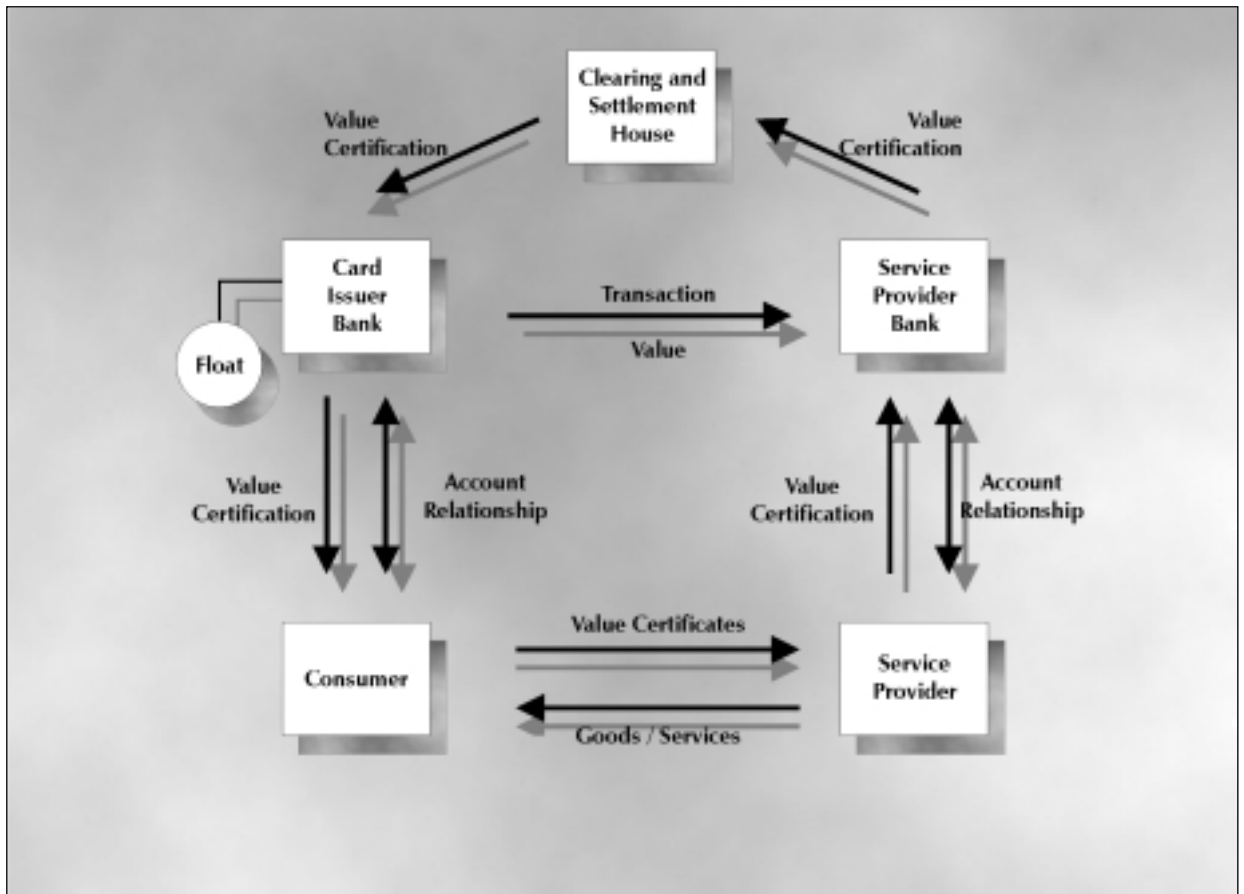 Clearing and
Settlement
House
Value
Certification
Value
Certification
Card
Issuer
Bank
Transaction
Value
Service
Provider
Bank
Float
Value
Certification
Account
Relationship
Value
Certification
Account
Relationship
Consumer
Value Certificates
Goods / Services
Service
Provider